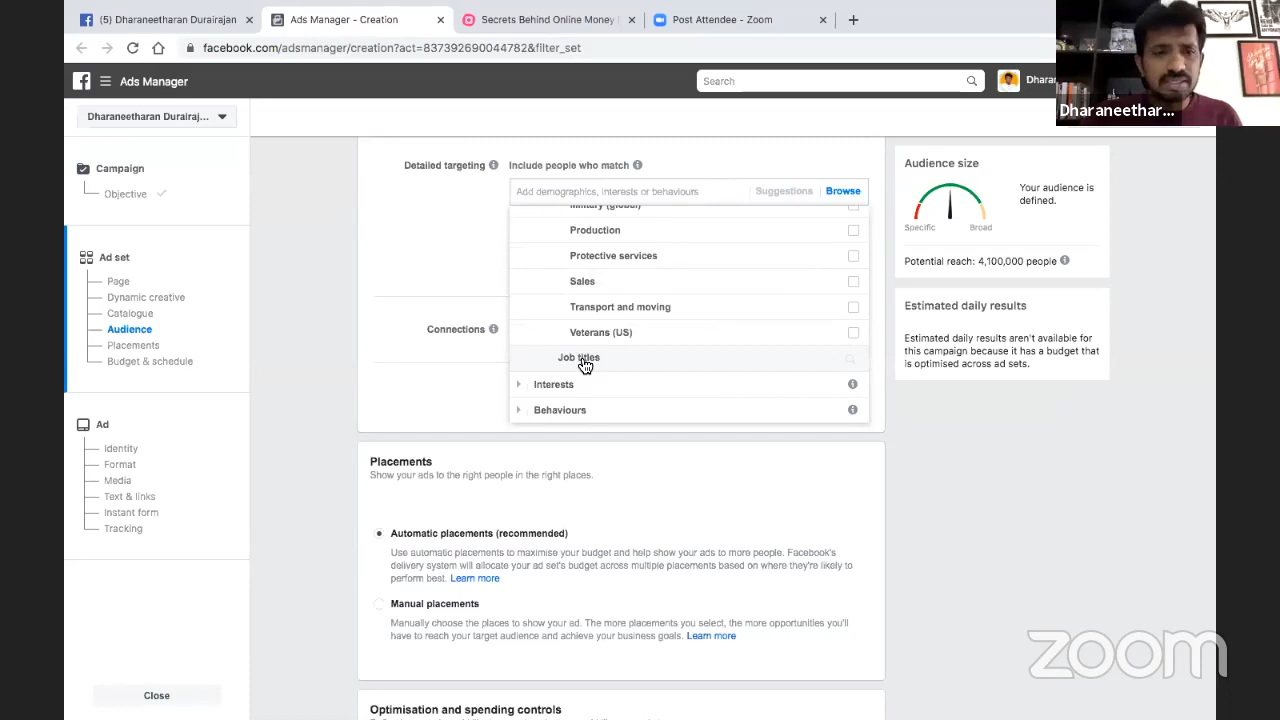 (5) Dharaneetharan Durairajan
Ads Manager - Creation
Secrets Behind Online Money
Post Attendee - Zoom
facebook.com/adsmanager/creation?act=837392690044782&filter_set
Ads Manager
Search
Dhara
Dharaneethar...
Dharaneetharan Durairaj...
Campaign
Objective
Ad set
Page
Dynamic creative
Catalogue
Audience
Placements
Budget & schedule
Ad
Identity
Format
Media
Text & links
Instant form
Tracking
Close
Detailed targeting
Include people who match
Add demographics, interests or behaviours
Suggestions
Browse
Military (global)
Production
Protective services
Sales
Transport and moving
Veterans (US)
Job titles
Interests
Behaviours
Connections
Placements
Show your ads to the right people in the right places.
Automatic placements (recommended)
Use automatic placements to maximise your budget and help show your ads to more people. Facebook's
delivery system will allocate your ad set's budget across multiple placements based on where they're likely to
perform best. Learn more
Manual placements
Manually choose the places to show your ad. The more placements you select, the more opportunities you'll
have to reach your target audience and achieve your business goals. Learn more
Optimisation and spending controls
Audience size
Your audience is
defined.
Specific
Broad
Potential reach: 4,100,000 people
Estimated daily results
Estimated daily results aren't available for
this campaign because it has a budget that
is optimised across ad sets.
zoom